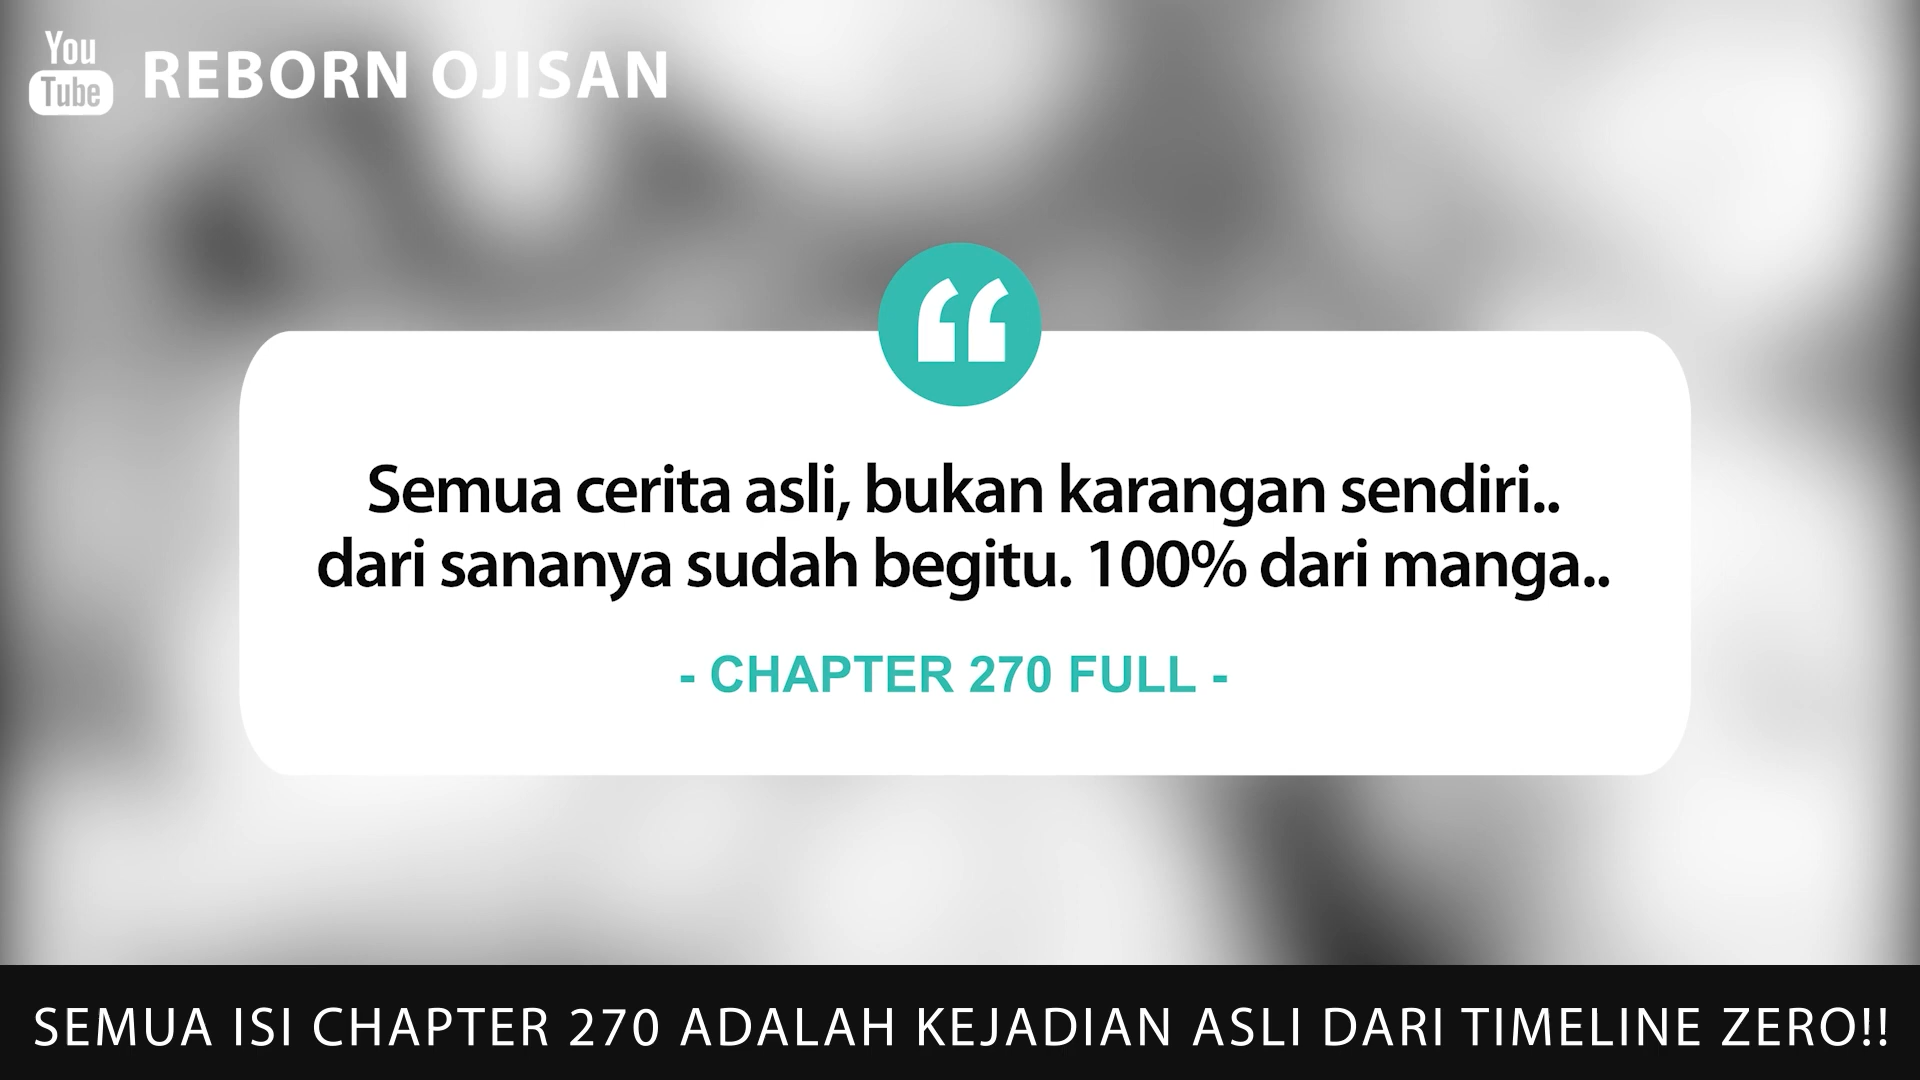 You
Tube
REBORN OJISAN
Semua cerita asli, bukan karangan sendiri..
dari sananya sudah begitu. 100% dari manga..
- CHAPTER 270 FULL -
SEMUA ISI CHAPTER 270 ADALAH KEJADIAN ASLI DARI TIMELINE ZERO!!